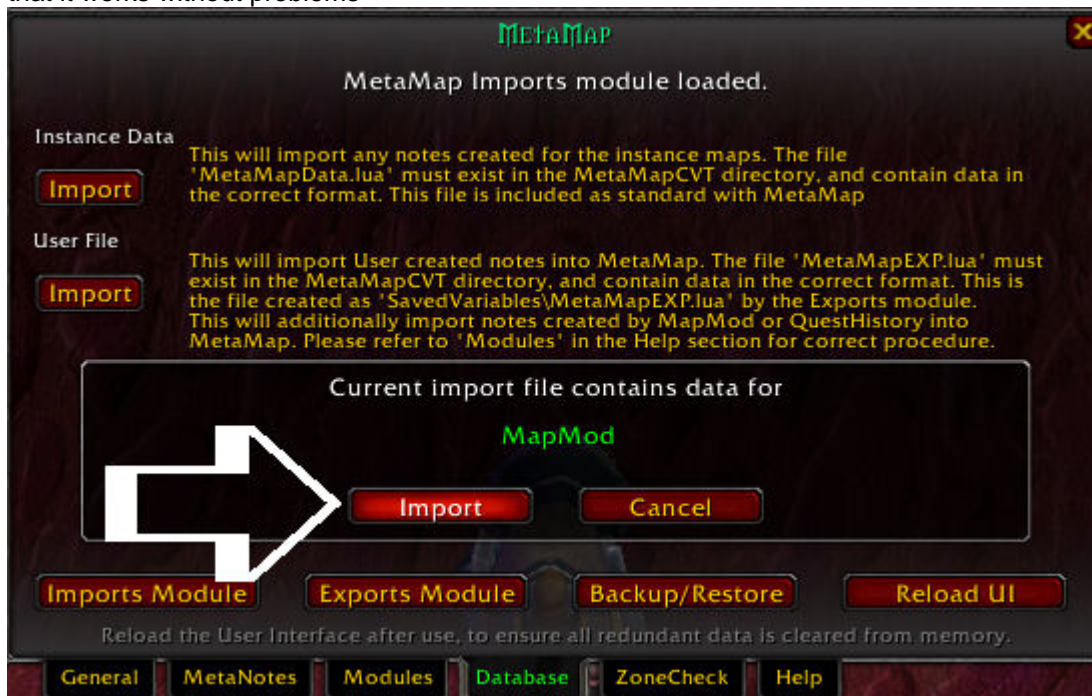 MetaMap
MetaMap Imports module loaded.
Instance Data
Import
This will import any notes created for the instance maps. The file
'MetaMapData.lua' must exist in the MetaMapCVT directory, and contain data in
the correct format. This file is included as standard with MetaMap
User File
Import
This will import User created notes into MetaMap. The file 'MetaMapEXP.lua' must
exist in the MetaMapCVT directory, and contain data in the correct format. This is
the file created as 'SavedVariables\MetaMapEXP.lua' by the Exports module.
This will additionally import notes created by MapMod or QuestHistory into
MetaMap. Please refer to 'Modules' in the Help section for correct procedure.
Current import file contains data for
MapMod
Import Cancel
Imports Module Exports Module Backup/Restore Reload UI
Reload the User Interface after use, to ensure all redundant data is cleared from memory.
General MetaNotes Modules Database ZoneCheck Help